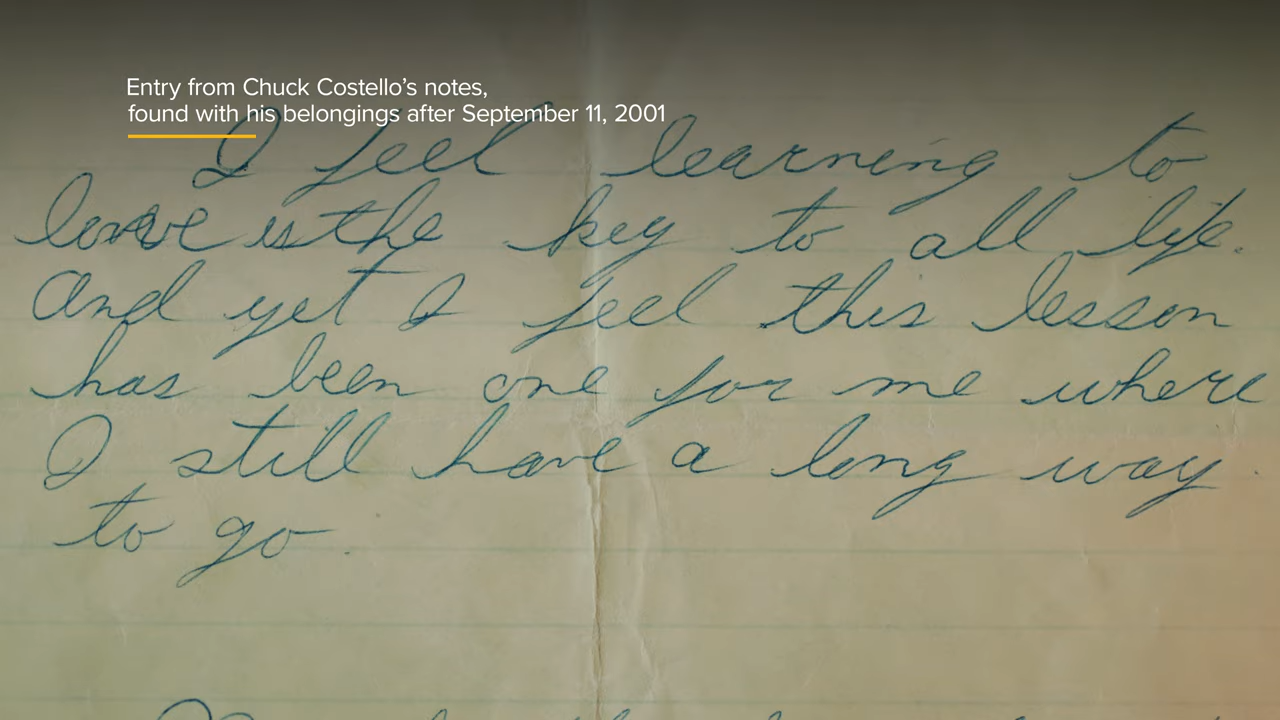 Entry from Chuck Costello's notes,
found with his belongings after September 11, 2001
I feel learning to
love is the key to all life.
And yet I feel this lesson
has been one for me where
I still have a long way
to go.